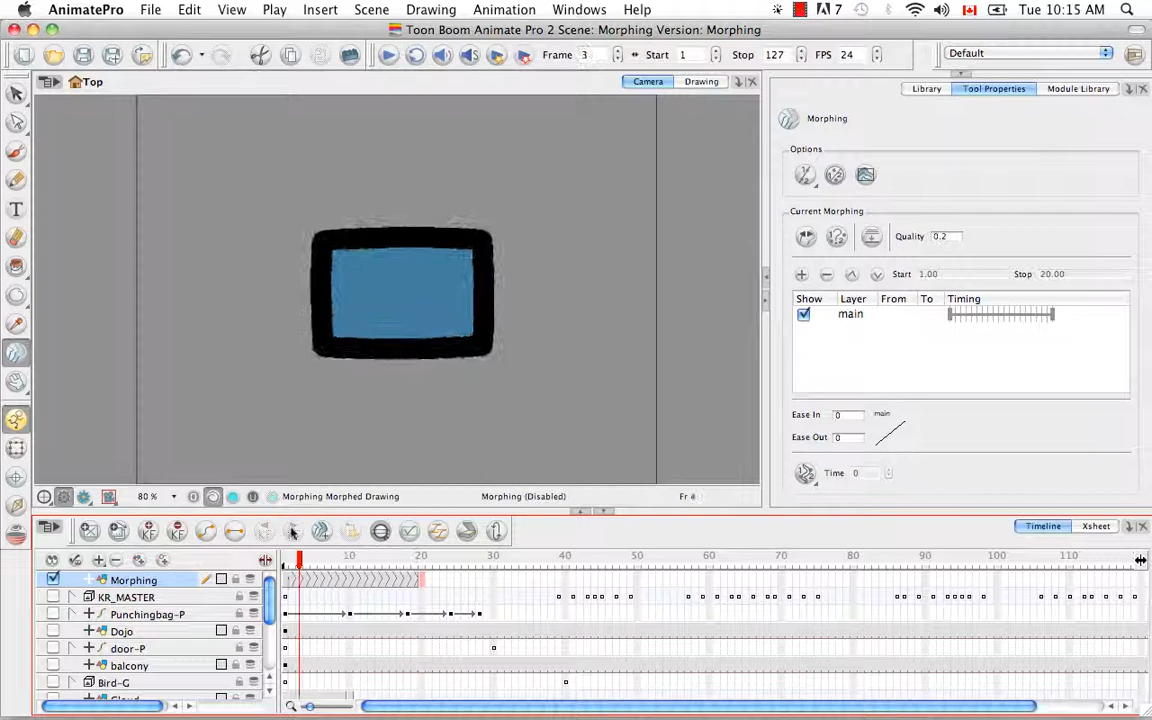 AnimatePro File Edit View Play Insert Scene Drawing Animation Windows Help 7 Tue 10:15 AM
Toon Boom Animate Pro 2 Scene: Morphing Version: Morphing
Frame 3 Start 1 Stop 127 FPS 24 Default
Top Camera Drawing
Library Tool Properties Module Library
Morphing
Options
Current Morphing
Quality 0.2
Start 1.00 Stop 20.00
Show Layer From To Timing
main
Ease In 0 main
Ease Out 0
Time 0
80 % Morphing Morphed Drawing Morphing (Disabled)
Timeline Xsheet
10 20 30 40 50 60 70 80 90 100 110
Morphing
KR_MASTER
Punchingbag-P
Dojo
door-P
balcony
Bird-G